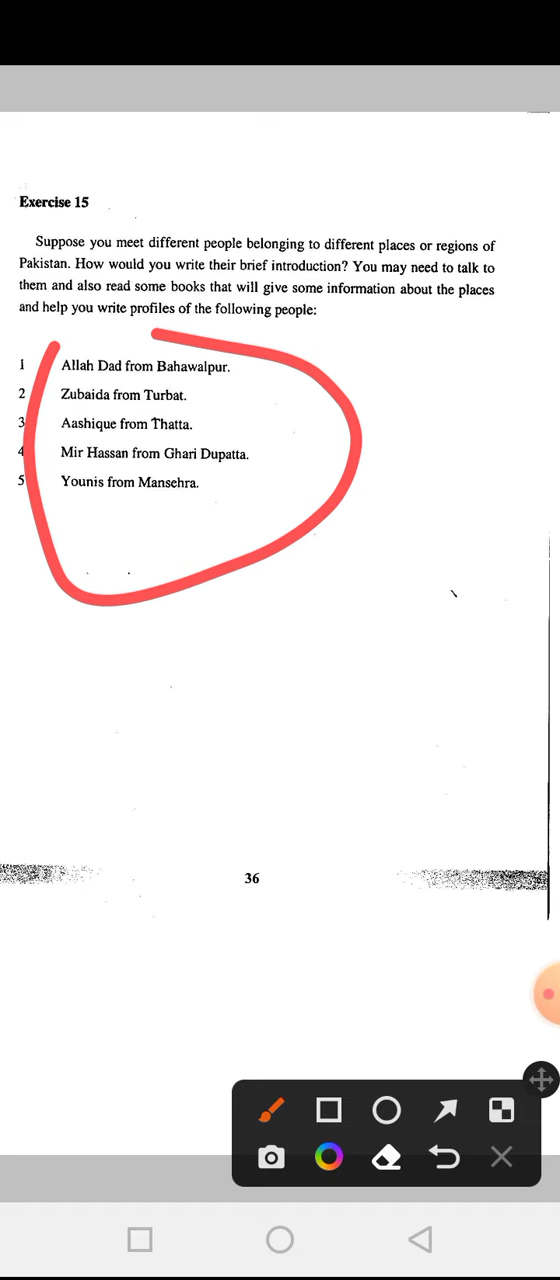 Exercise 15
Suppose you meet different people belonging to different places or regions of
Pakistan. How would you write their brief introduction? You may need to talk to
them and also read some books that will give some information about the places
and help you write profiles of the following people:
1 Allah Dad from Bahawalpur.
2 Zubaida from Turbat.
3 Aashique from Thatta.
4 Mir Hassan from Ghari Dupatta.
5 Younis from Mansehra.
36